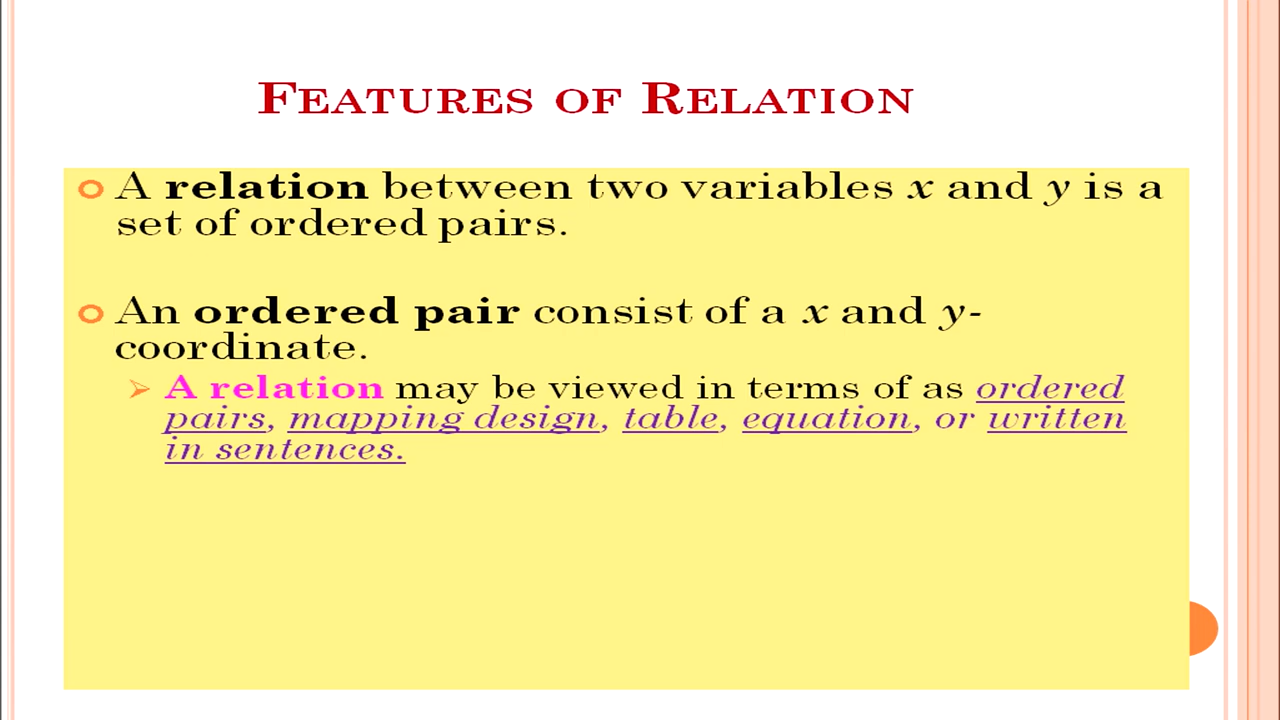 FEATURES OF RELATION
A relation between two variables x and y is a
set of ordered pairs.
An ordered pair consist of a x and y-
coordinate.
A relation may be viewed in terms of as ordered
pairs, mapping design, table, equation, or written
in sentences.